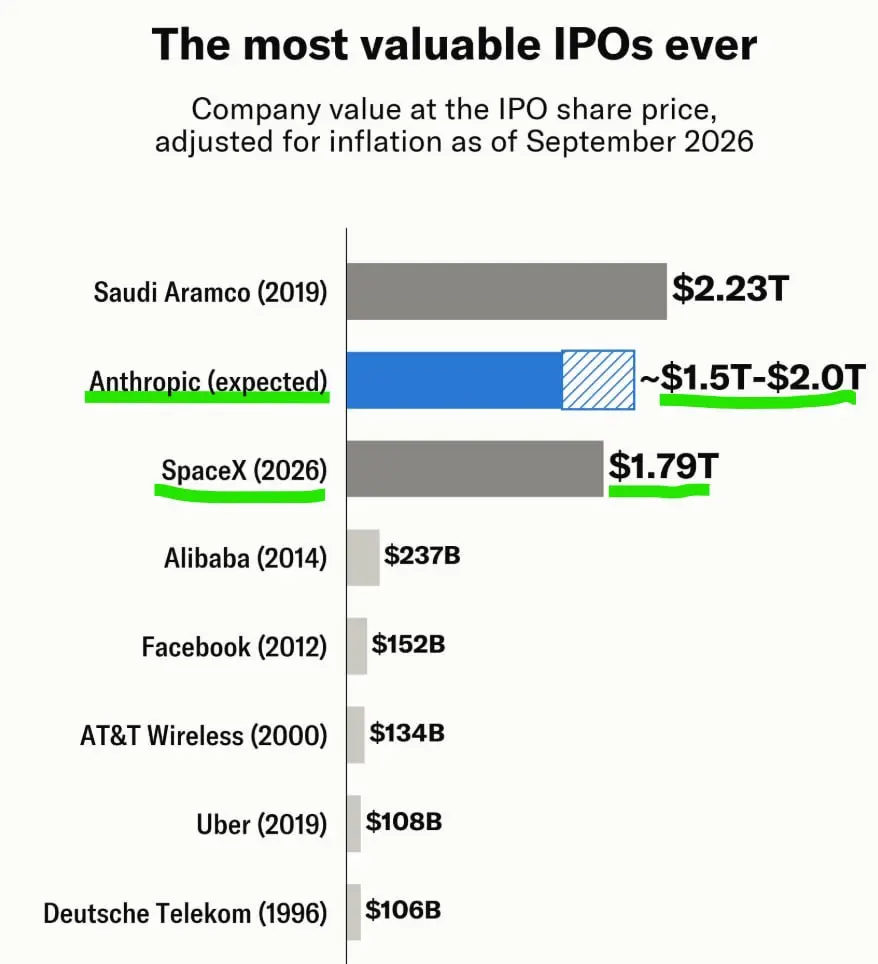 The most valuable IPOs ever
Company value at the IPO share price,
adjusted for inflation as of September 2026
Saudi Aramco (2019) $2.23T
Anthropic (expected) ~$1.5T-$2.0T
SpaceX (2026) $1.79T
Alibaba (2014) $237B
Facebook (2012) $152B
AT&T Wireless (2000) $134B
Uber (2019) $108B
Deutsche Telekom (1996) $106B